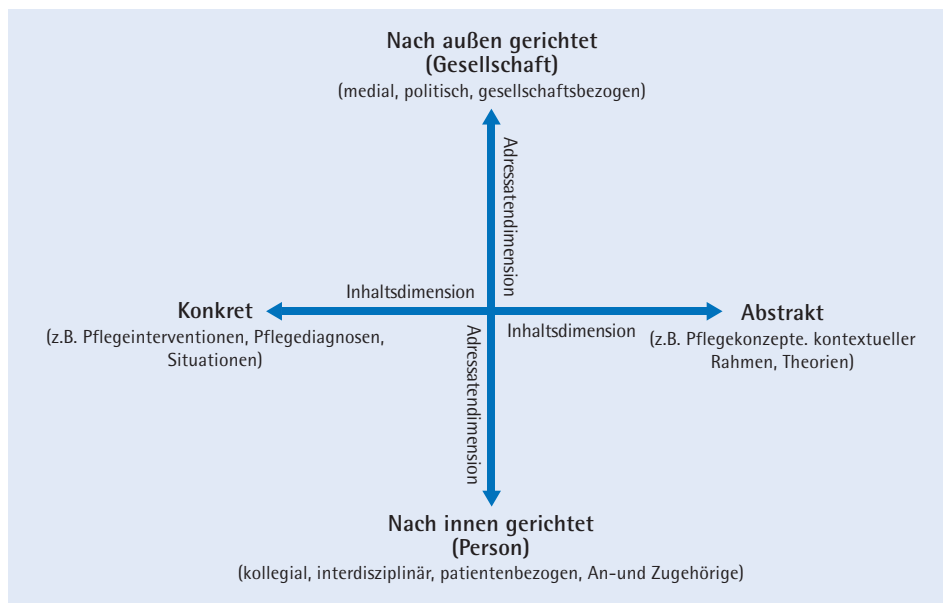 Nach außen gerichtet
(Gesellschaft)
(medial, politisch, gesellschaftsbezogen)
Adressatendimension
Inhaltsdimension
Konkret
(z.B. Pflegeinterventionen, Pflegediagnosen,
Situationen)
Inhaltsdimension
Abstrakt
(z.B. Pflegekonzepte. kontextueller
Rahmen, Theorien)
Adressatendimension
Nach innen gerichtet
(Person)
(kollegial, interdisziplinär, patientenbezogen, An-und Zugehörige)